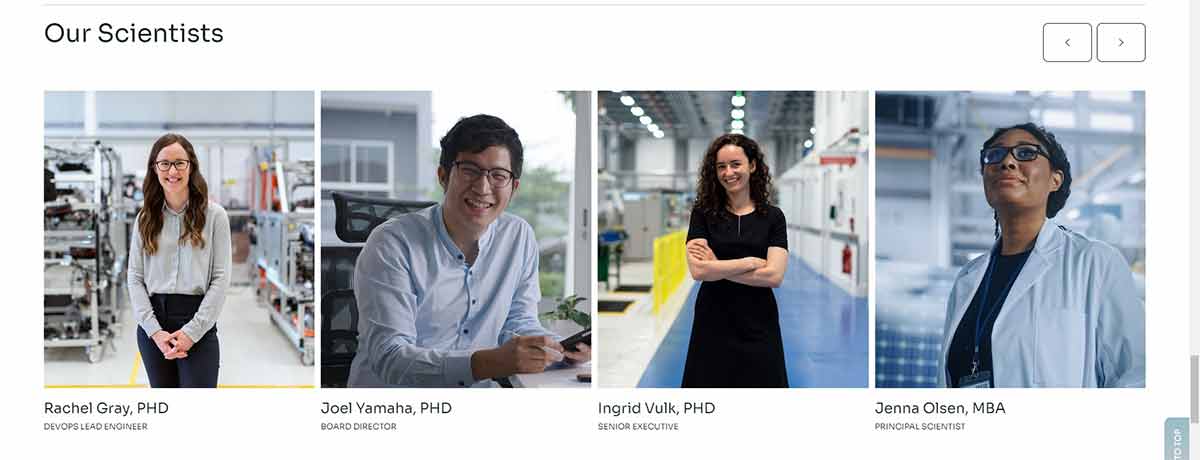 Our Scientists
Rachel Gray, PHD
DEVOPS LEAD ENGINEER
Joel Yamaha, PHD
BOARD DIRECTOR
Ingrid Vulk, PHD
SENIOR EXECUTIVE
Jenna Olsen, MBA
PRINCIPAL SCIENTIST
TO TOP